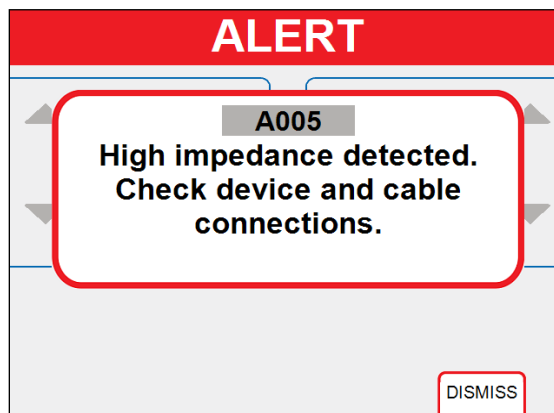 ALERT
A005
High impedance detected.
Check device and cable
connections.
DISMISS